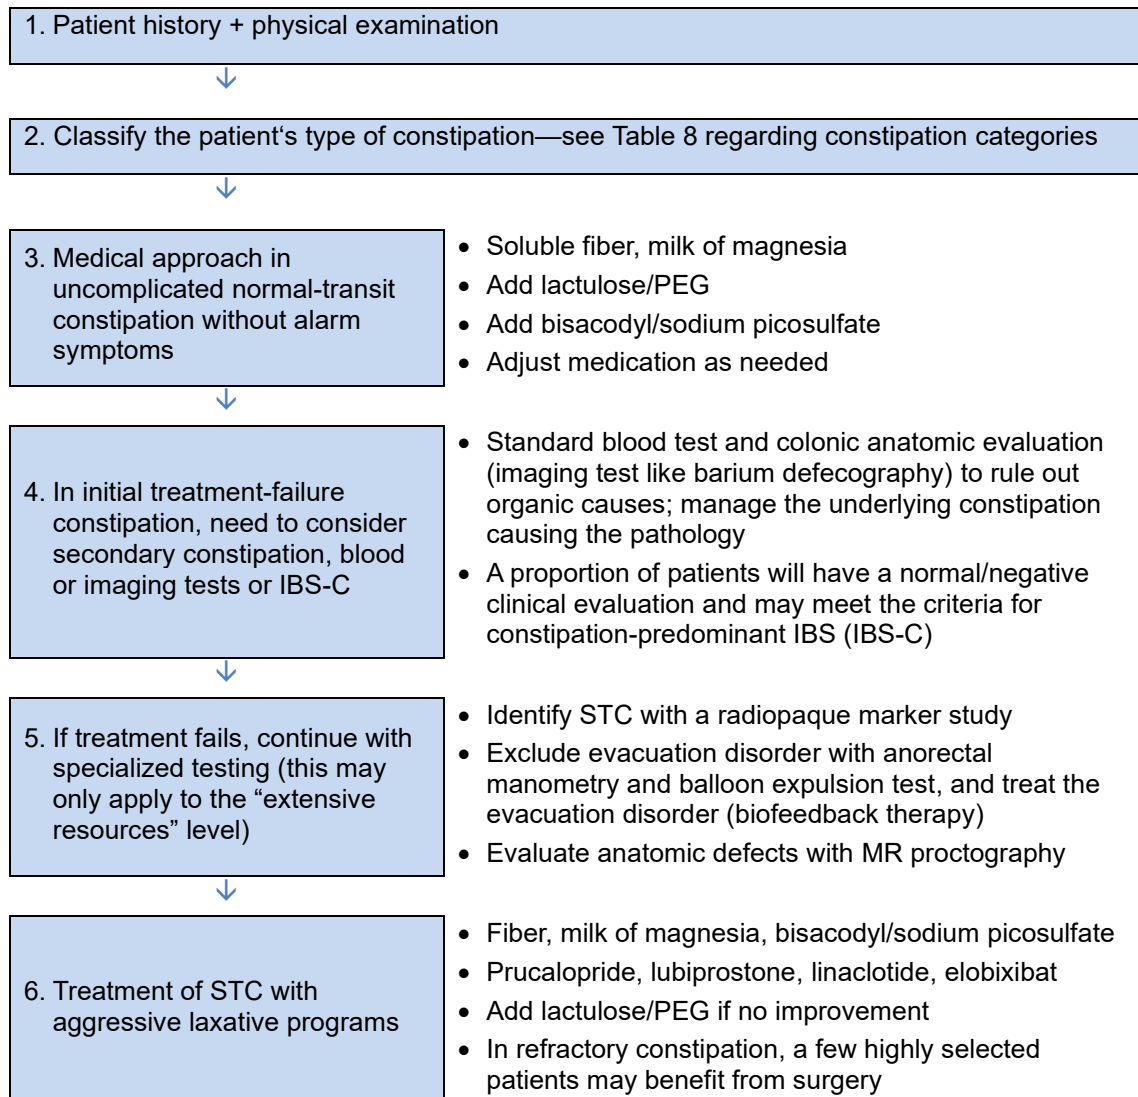 1. Patient history + physical examination
↓
2. Classify the patient‘s type of constipation—see Table 8 regarding constipation categories
↓
3. Medical approach in
uncomplicated normal-transit
constipation without alarm
symptoms
• Soluble fiber, milk of magnesia
• Add lactulose/PEG
• Add bisacodyl/sodium picosulfate
• Adjust medication as needed
↓
4. In initial treatment-failure
constipation, need to consider
secondary constipation, blood
or imaging tests or IBS-C
• Standard blood test and colonic anatomic evaluation
(imaging test like barium defecography) to rule out
organic causes; manage the underlying constipation
causing the pathology
• A proportion of patients will have a normal/negative
clinical evaluation and may meet the criteria for
constipation-predominant IBS (IBS-C)
↓
5. If treatment fails, continue with
specialized testing (this may
only apply to the “extensive
resources” level)
• Identify STC with a radiopaque marker study
• Exclude evacuation disorder with anorectal
manometry and balloon expulsion test, and treat the
evacuation disorder (biofeedback therapy)
• Evaluate anatomic defects with MR proctography
↓
6. Treatment of STC with
aggressive laxative programs
• Fiber, milk of magnesia, bisacodyl/sodium picosulfate
• Prucalopride, lubiprostone, linaclotide, elobixibat
• Add lactulose/PEG if no improvement
• In refractory constipation, a few highly selected
patients may benefit from surgery